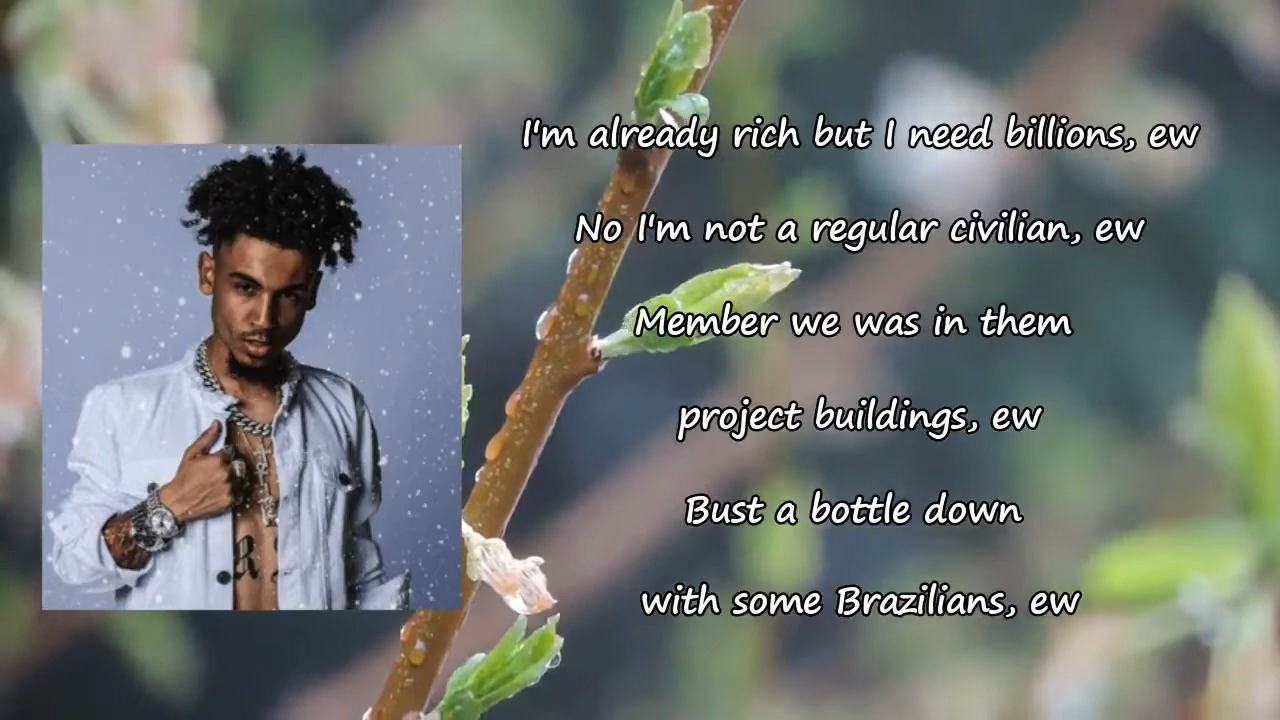 I'm already rich but I need billions, ew
No I'm not a regular civilian, ew
Member we was in them
project buildings, ew
Bust a bottle down
with some Brazilians, ew